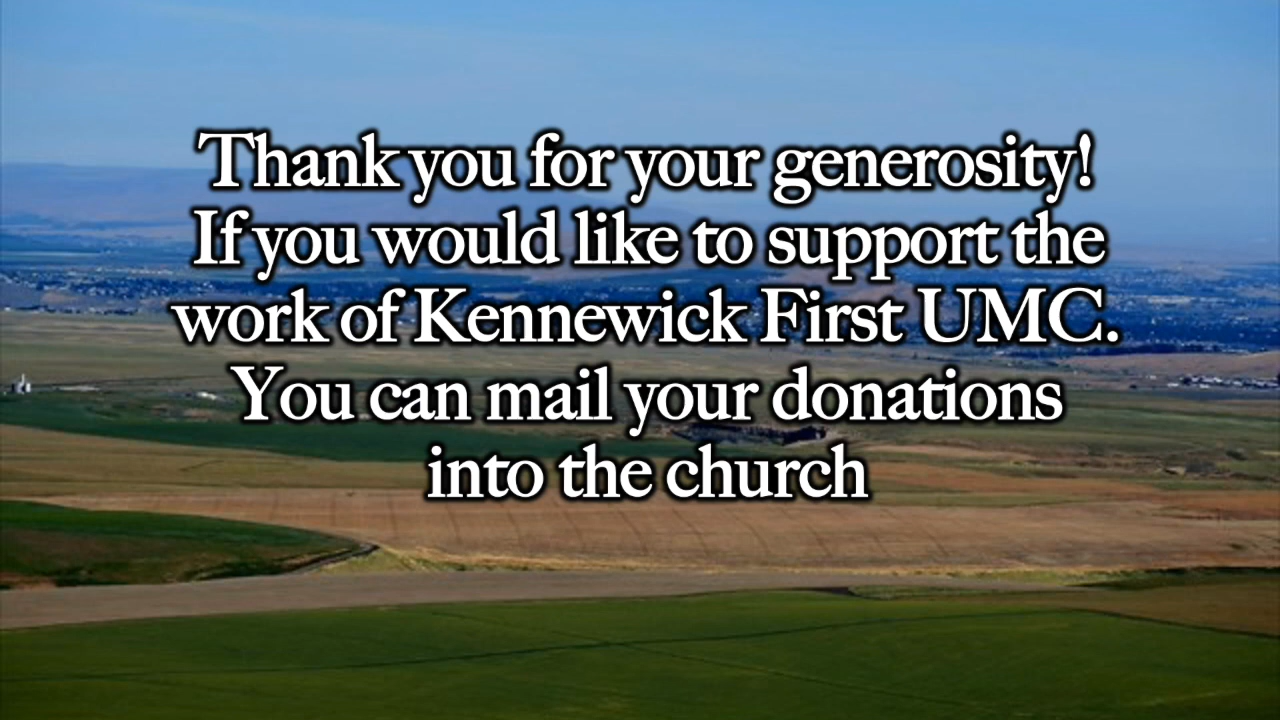 Thank you for your generosity!
If you would like to support the
work of Kennewick First UMC.
You can mail your donations
into the church